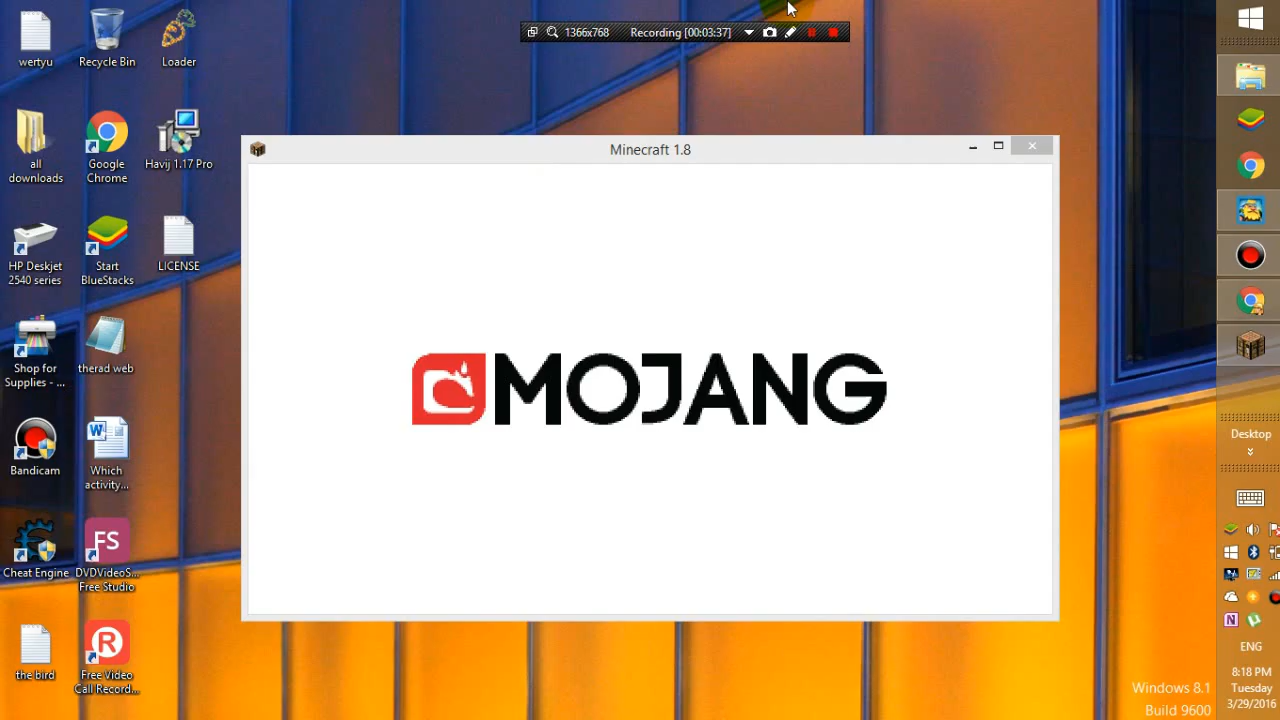 1366x768 Recording [00:03:37]
wertyu
Recycle Bin
Loader
all
downloads
Google
Chrome
Havij 1.17 Pro
HP Deskjet
2540 series
Start
BlueStacks
LICENSE
Shop for
Supplies - ...
therad web
Bandicam
Which
activity...
Cheat Engine
FS
DVDVideoS...
Free Studio
the bird
R
Free Video
Call Record...
Minecraft 1.8
MOJANG
Desktop
N
ENG
8:18 PM
Tuesday
3/29/2016
Windows 8.1
Build 9600